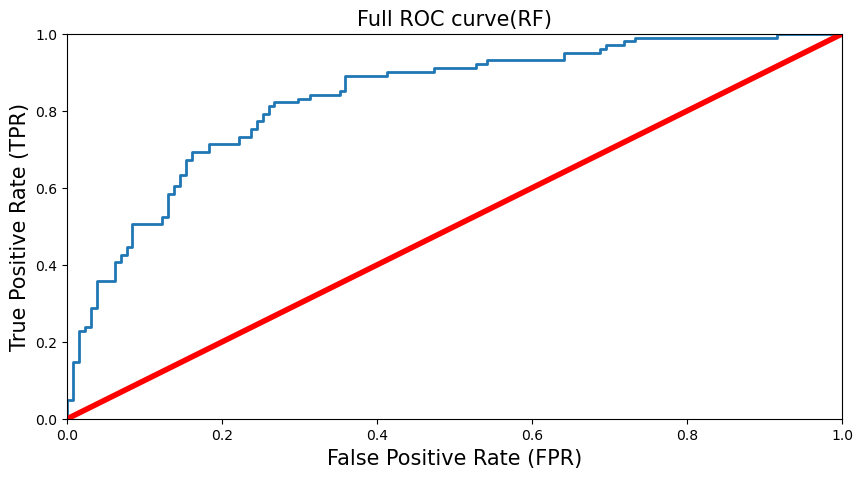 Full ROC curve(RF)
True Positive Rate (TPR)
1.0
0.8
0.6
0.4
0.2
0.0
0.0 0.2 0.4 0.6 0.8 1.0
False Positive Rate (FPR)